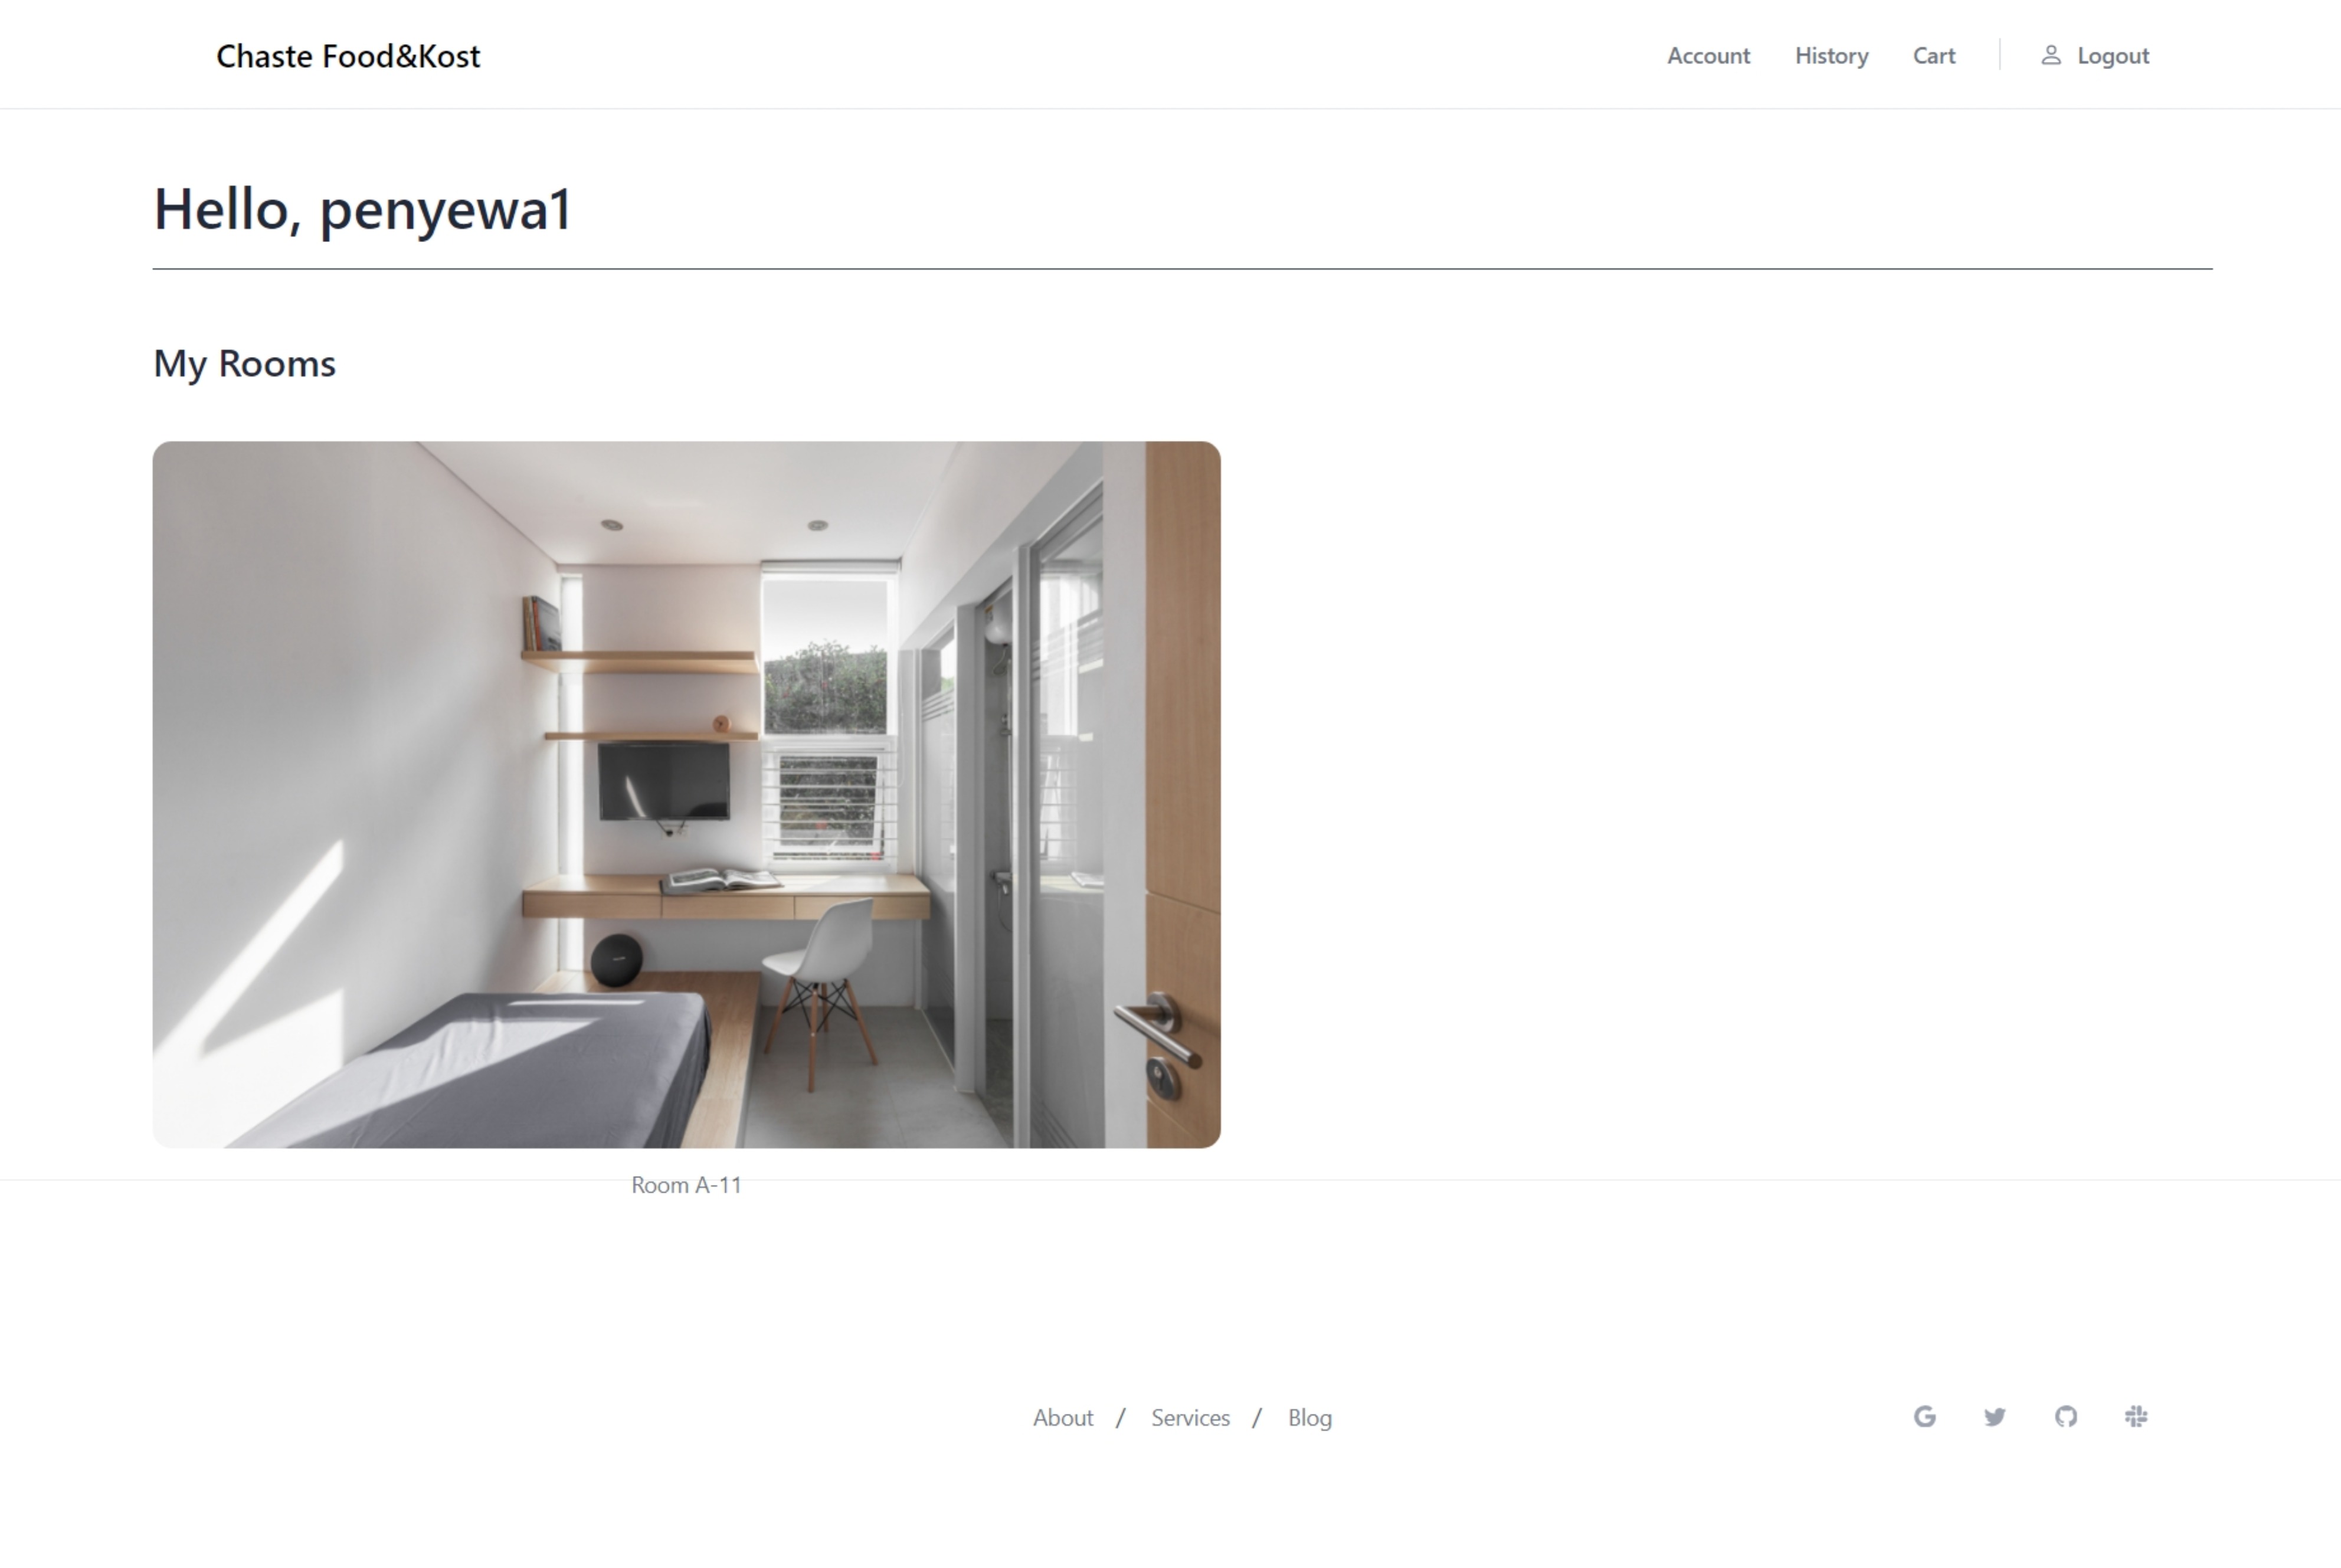 Chaste Food&Kost
Account History Cart Logout
Hello, penyewa1
My Rooms
Room A-11
About / Services / Blog